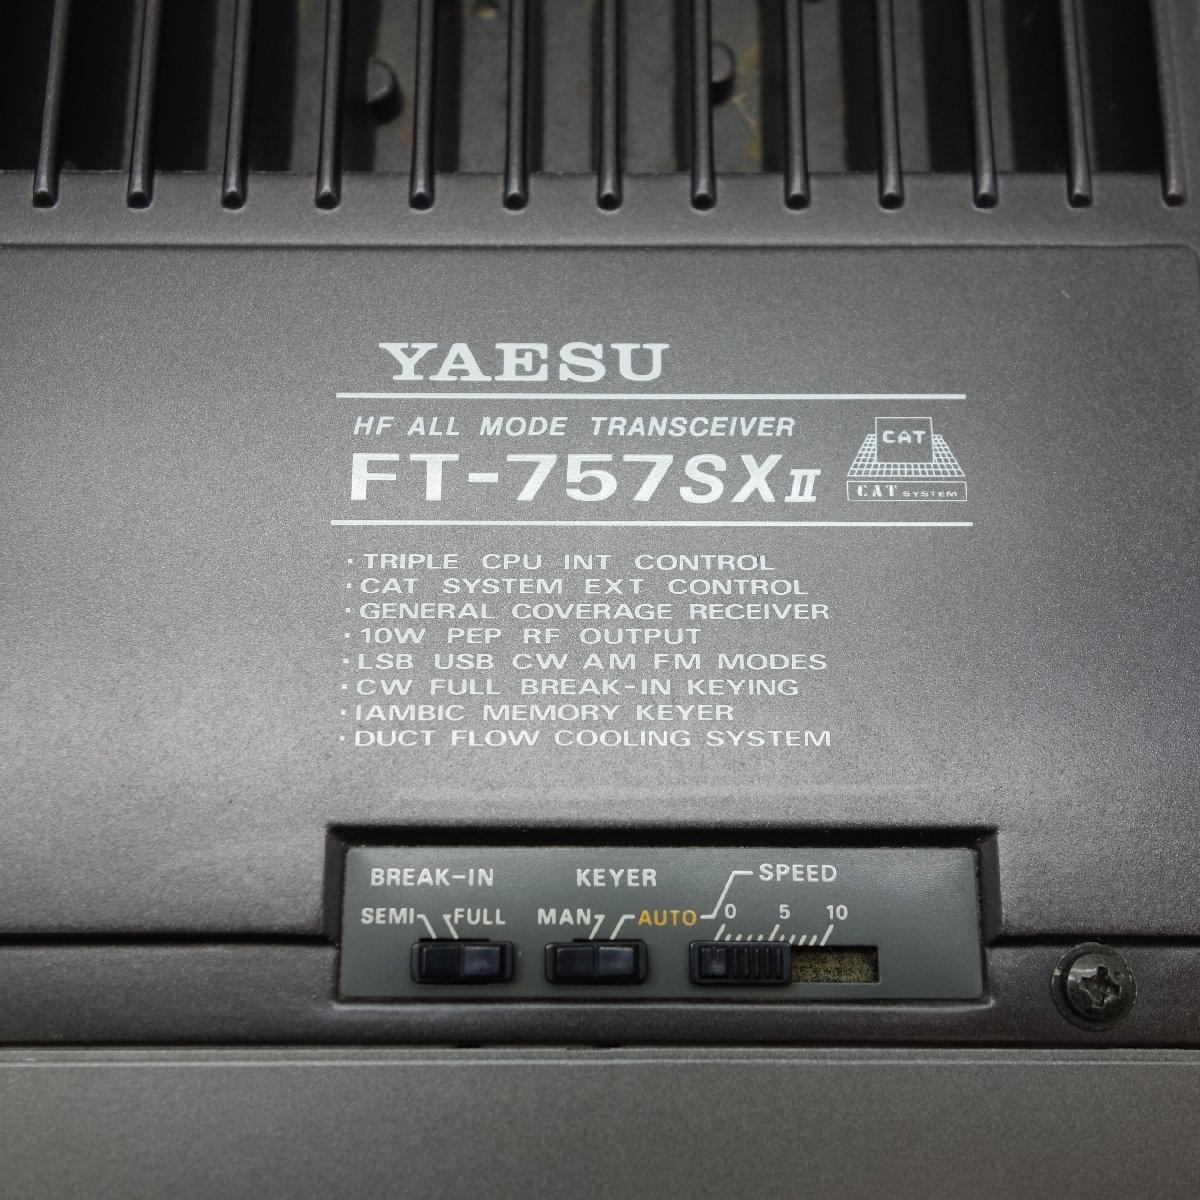 YAESU
HF ALL MODE TRANSCEIVER
FT-757SXII
CAT
CAT SYSTEM
· TRIPLE CPU INT CONTROL
· CAT SYSTEM EXT CONTROL
· GENERAL COVERAGE RECEIVER
· 10W PEP RF OUTPUT
· LSB USB CW AM FM MODES
· CW FULL BREAK-IN KEYING
· IAMBIC MEMORY KEYER
· DUCT FLOW COOLING SYSTEM
BREAK-IN KEYER SPEED
SEMI FULL MAN AUTO 0 5 10